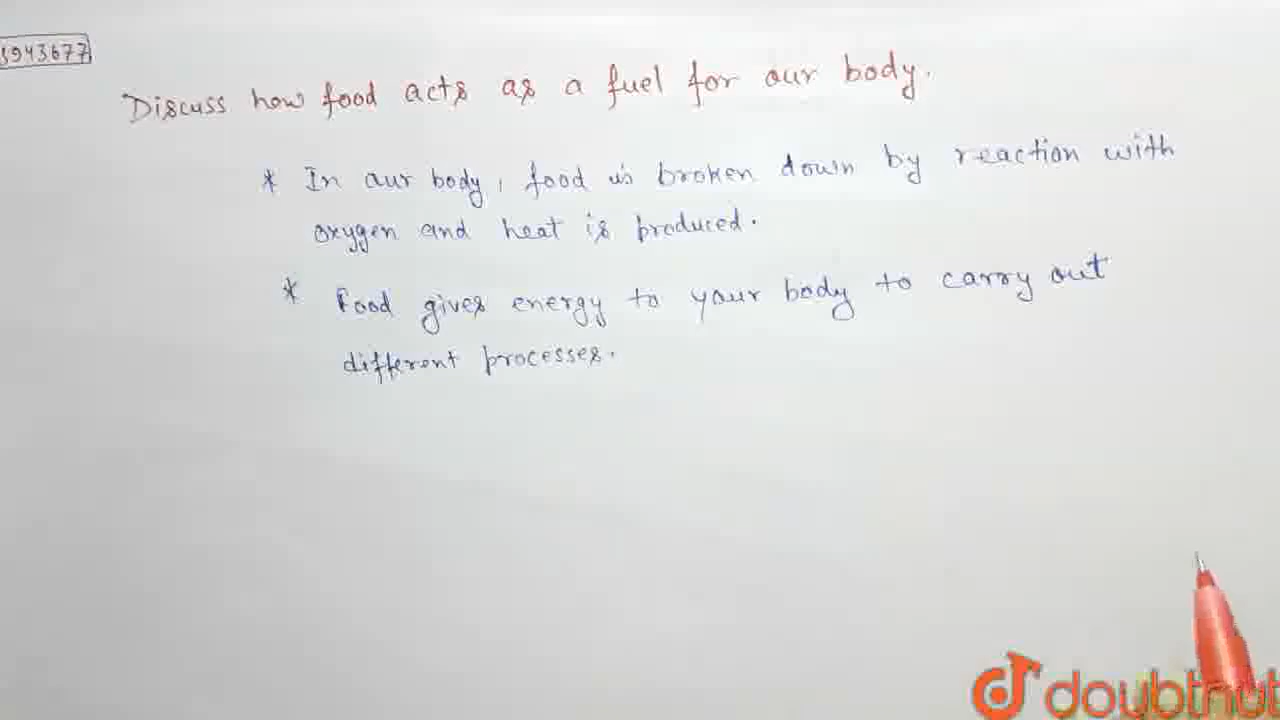 5943677
Discuss how food acts as a fuel for our body.
* In our body, food is broken down by reaction with
oxygen and heat is produced.
* Food gives energy to your body to carry out
different processes.
doubtnut